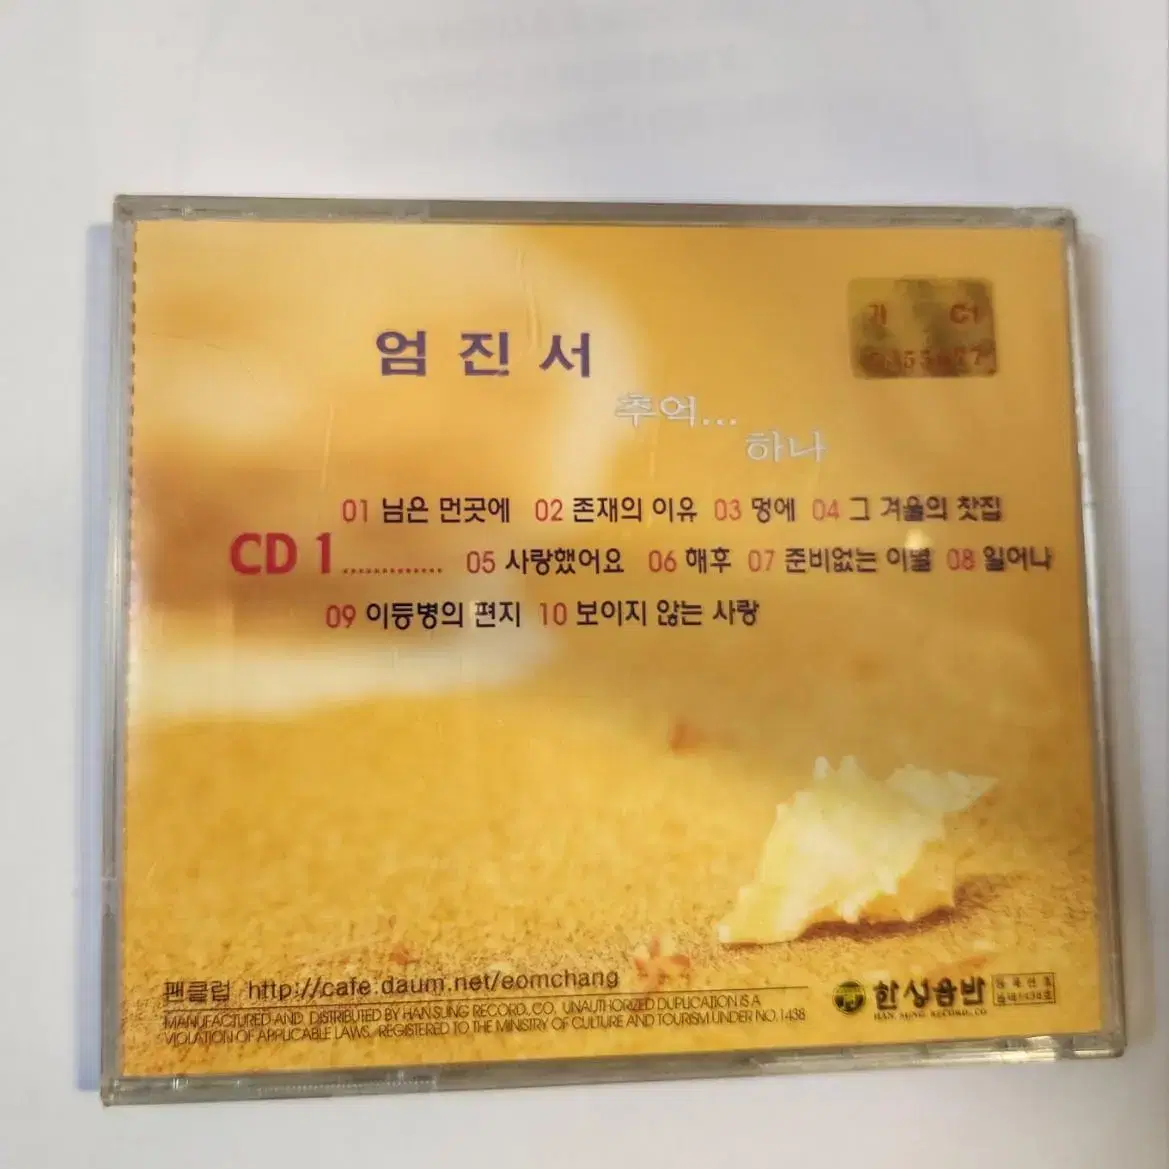 엄진서
추억...
하나
01 님은 먼곳에 02 존재의 이유 03 멍에 04 그 겨울의 찻집
CD 1 ............. 05 사랑했어요 06 해후 07 준비없는 이별 08 일어나
09 이등병의 편지 10 보이지 않는 사랑
팬클럽 http://cafe.daum.net/eomchang
MANUFACTURED AND DISTRIBUTED BY HAN SUNG RECORD., CO. UNAUTHORIZED DUPLICATION IS A
VIOLATION OF APPLICABLE LAWS. REGISTERED TO THE MINISTRY OF CULTURE AND TOURISM UNDER NO. 1438
한성음반
HAN SUNG RECORD., CO
등록번호